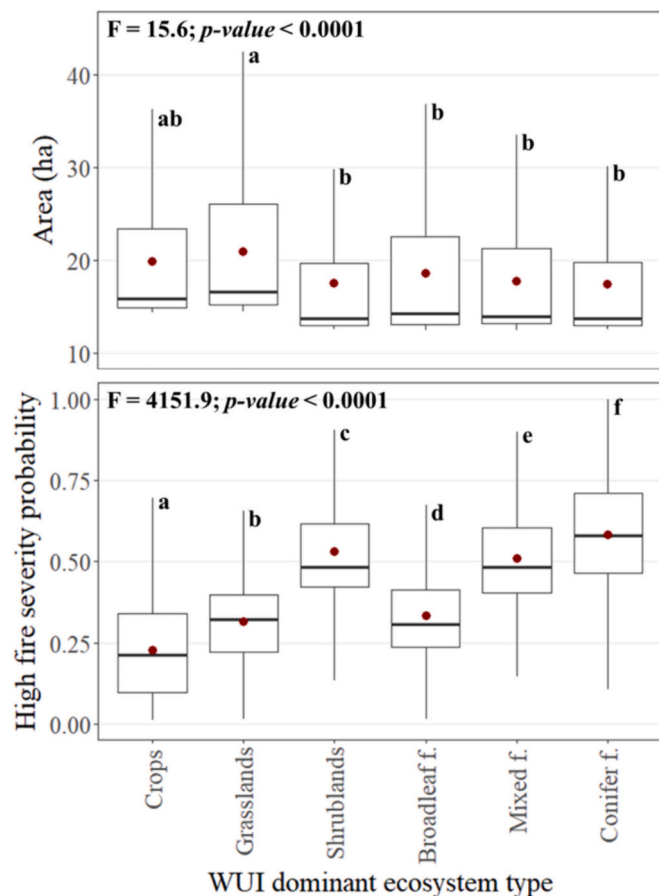 F = 15.6; p-value < 0.0001
a
ab
b
b
b
b
40
30
20
10
Area (ha)
F = 4151.9; p-value < 0.0001
a
b
c
d
e
f
1.00
0.75
0.50
0.25
0.00
High fire severity probability
Crops
Grasslands
Shrublands
Broadleaf f.
Mixed f.
Conifer f.
WUI dominant ecosystem type